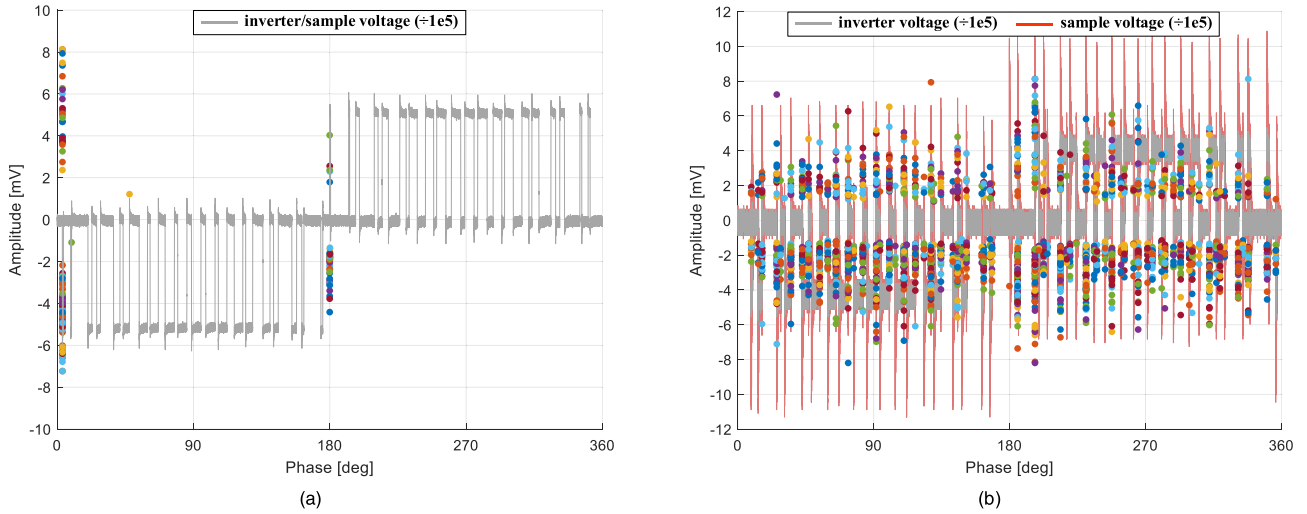 inverter/sample voltage (÷1e5)
10
8
6
4
2
0
-2
-4
-6
-8
-10
Amplitude [mV]
0 90 180 270 360
Phase [deg]
(a)
inverter voltage (÷1e5) sample voltage (÷1e5)
12
10
8
6
4
2
0
-2
-4
-6
-8
-10
-12
Amplitude [mV]
0 90 180 270 360
Phase [deg]
(b)